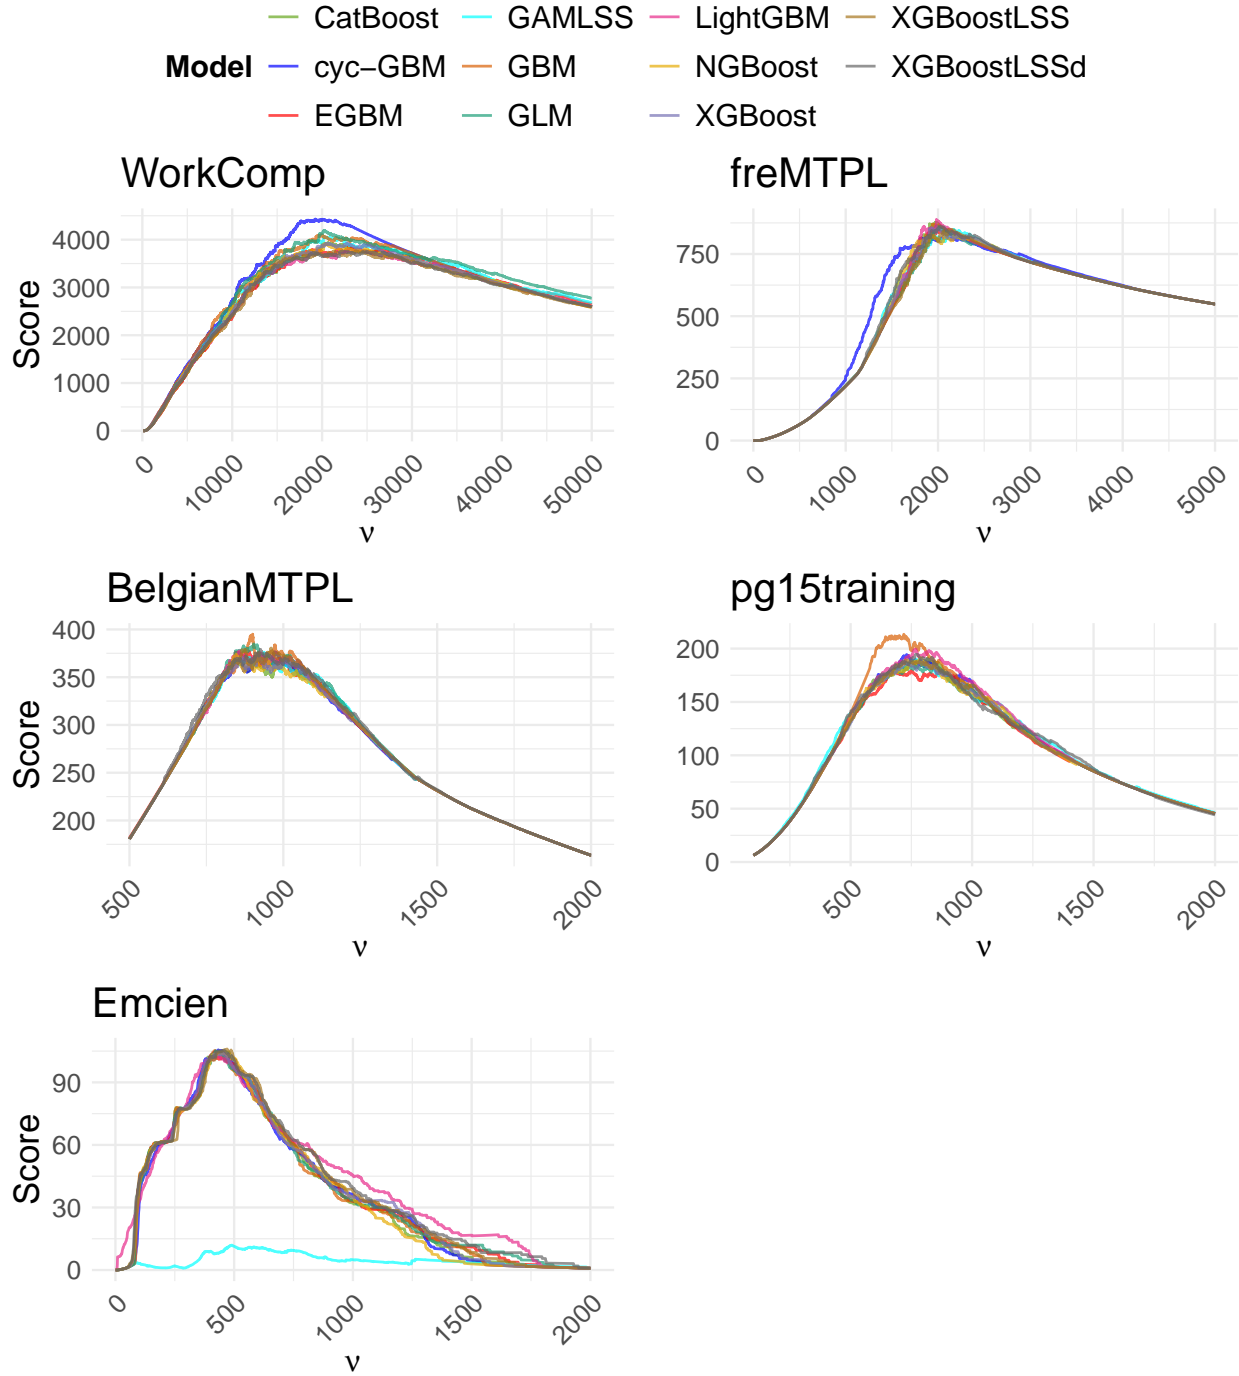 CatBoost GAMLSS LightGBM XGBoostLSS
Model cyc−GBM GBM NGBoost XGBoostLSSd
EGBM GLM XGBoost
WorkComp
Score
4000
3000
2000
1000
0
0 10000 20000 30000 40000 50000
ν
freMTPL
750
500
250
0
0 1000 2000 3000 4000 5000
ν
BelgianMTPL
Score
400
350
300
250
200
500 1000 1500 2000
ν
pg15training
200
150
100
50
0
500 1000 1500 2000
ν
Emcien
Score
90
60
30
0
0 500 1000 1500 2000
ν